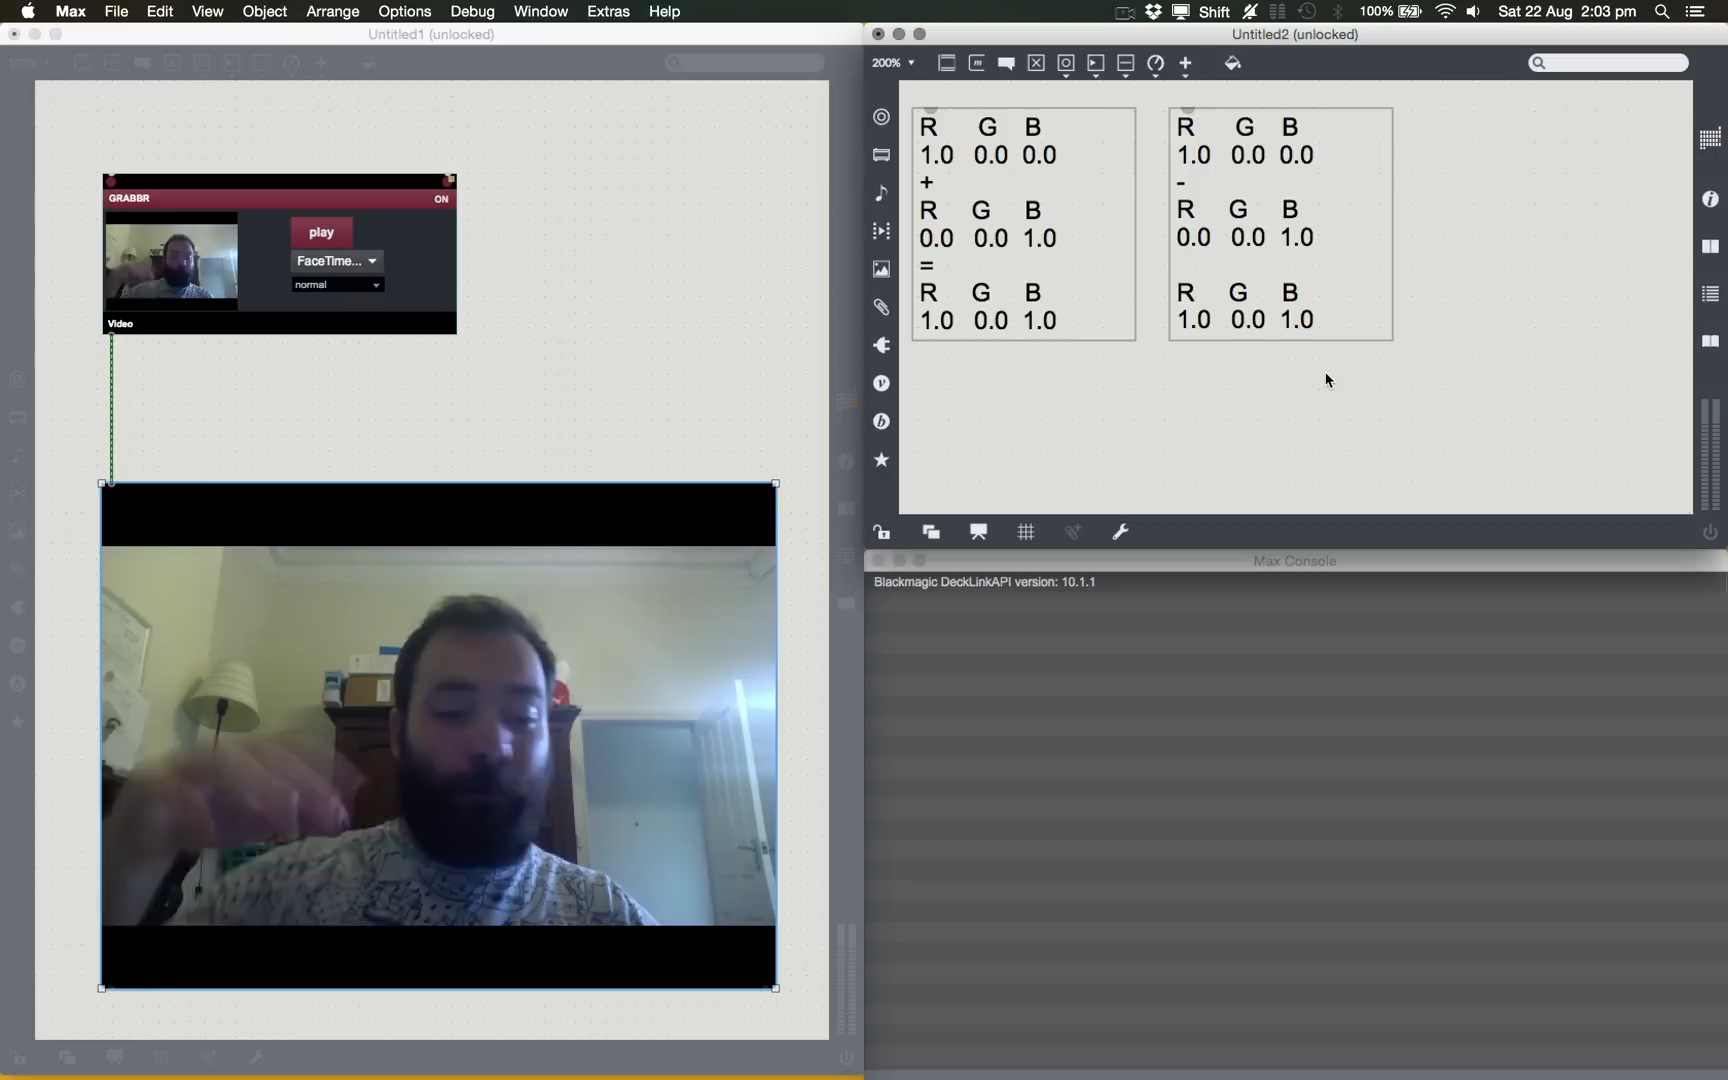 Max File Edit View Object Arrange Options Debug Window Extras Help
Shift 100% Sat 22 Aug 2:03 pm
Untitled1 (unlocked)
GRABBR ON
play
FaceTime...
normal
Video
Untitled2 (unlocked)
200%
R G B
1.0 0.0 0.0
+
R G B
0.0 0.0 1.0
=
R G B
1.0 0.0 1.0
R G B
1.0 0.0 0.0
-
R G B
0.0 0.0 1.0
R G B
1.0 0.0 1.0
Max Console
Blackmagic DeckLinkAPI version: 10.1.1